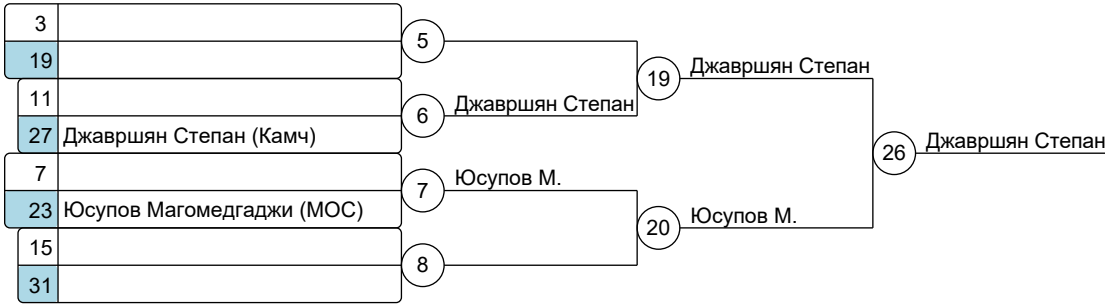 3
5
19
19 Джавршян Степан
11
6 Джавршян Степан
27 Джавршян Степан (Камч)
26 Джавршян Степан
7
7 Юсупов М.
23 Юсупов Магомедгаджи (МОС)
20 Юсупов М.
15
8
31